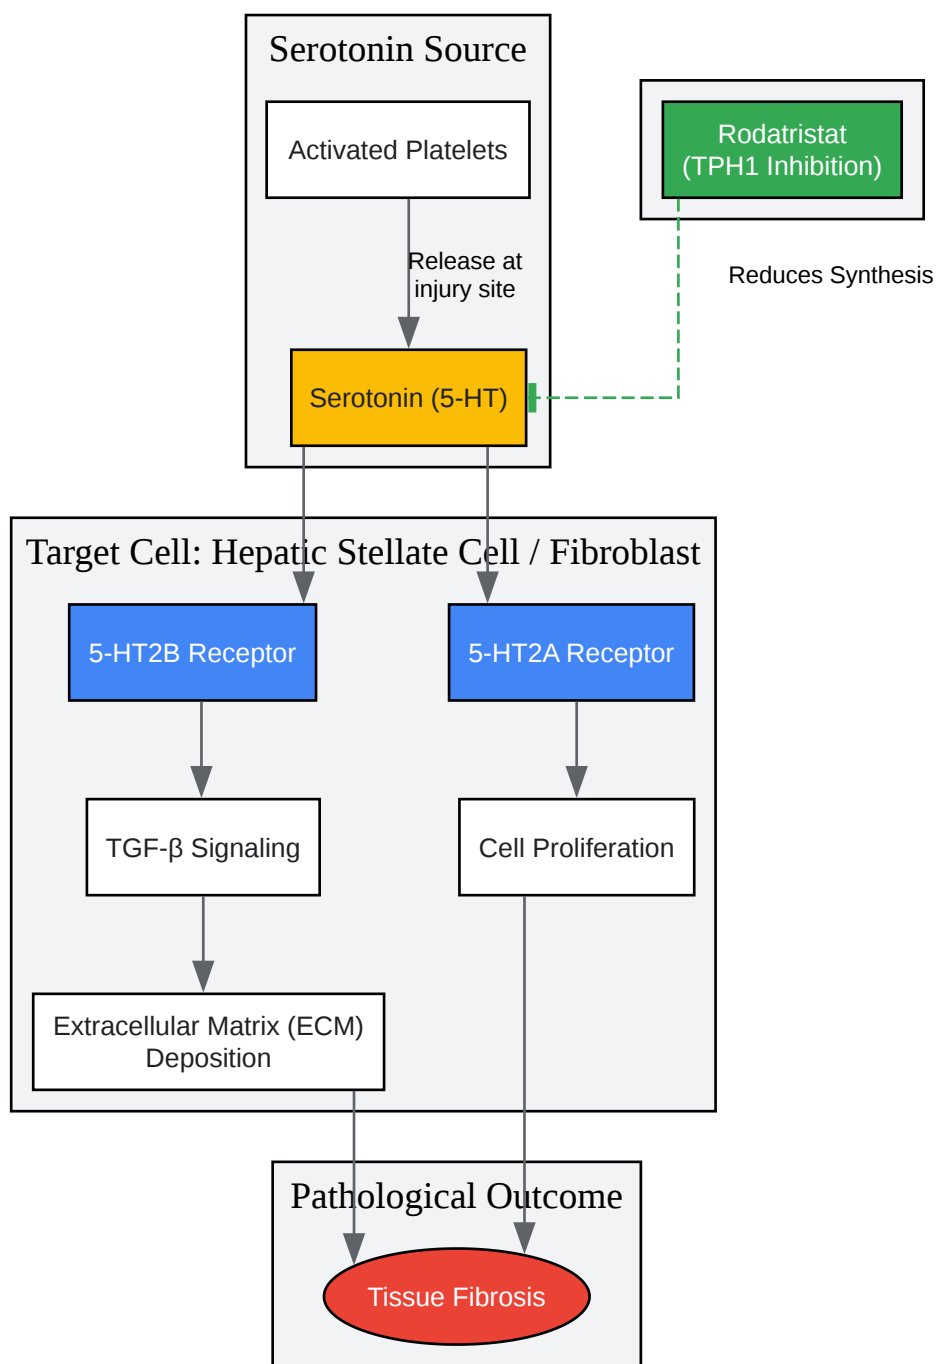 Serotonin Source
Activated Platelets
Rodatristat
(TPH1 Inhibition)
Release at
injury site
Reduces Synthesis
Serotonin (5-HT)
Target Cell: Hepatic Stellate Cell / Fibroblast
5-HT2B Receptor
5-HT2A Receptor
TGF-β Signaling
Cell Proliferation
Extracellular Matrix (ECM)
Deposition
Pathological Outcome
Tissue Fibrosis